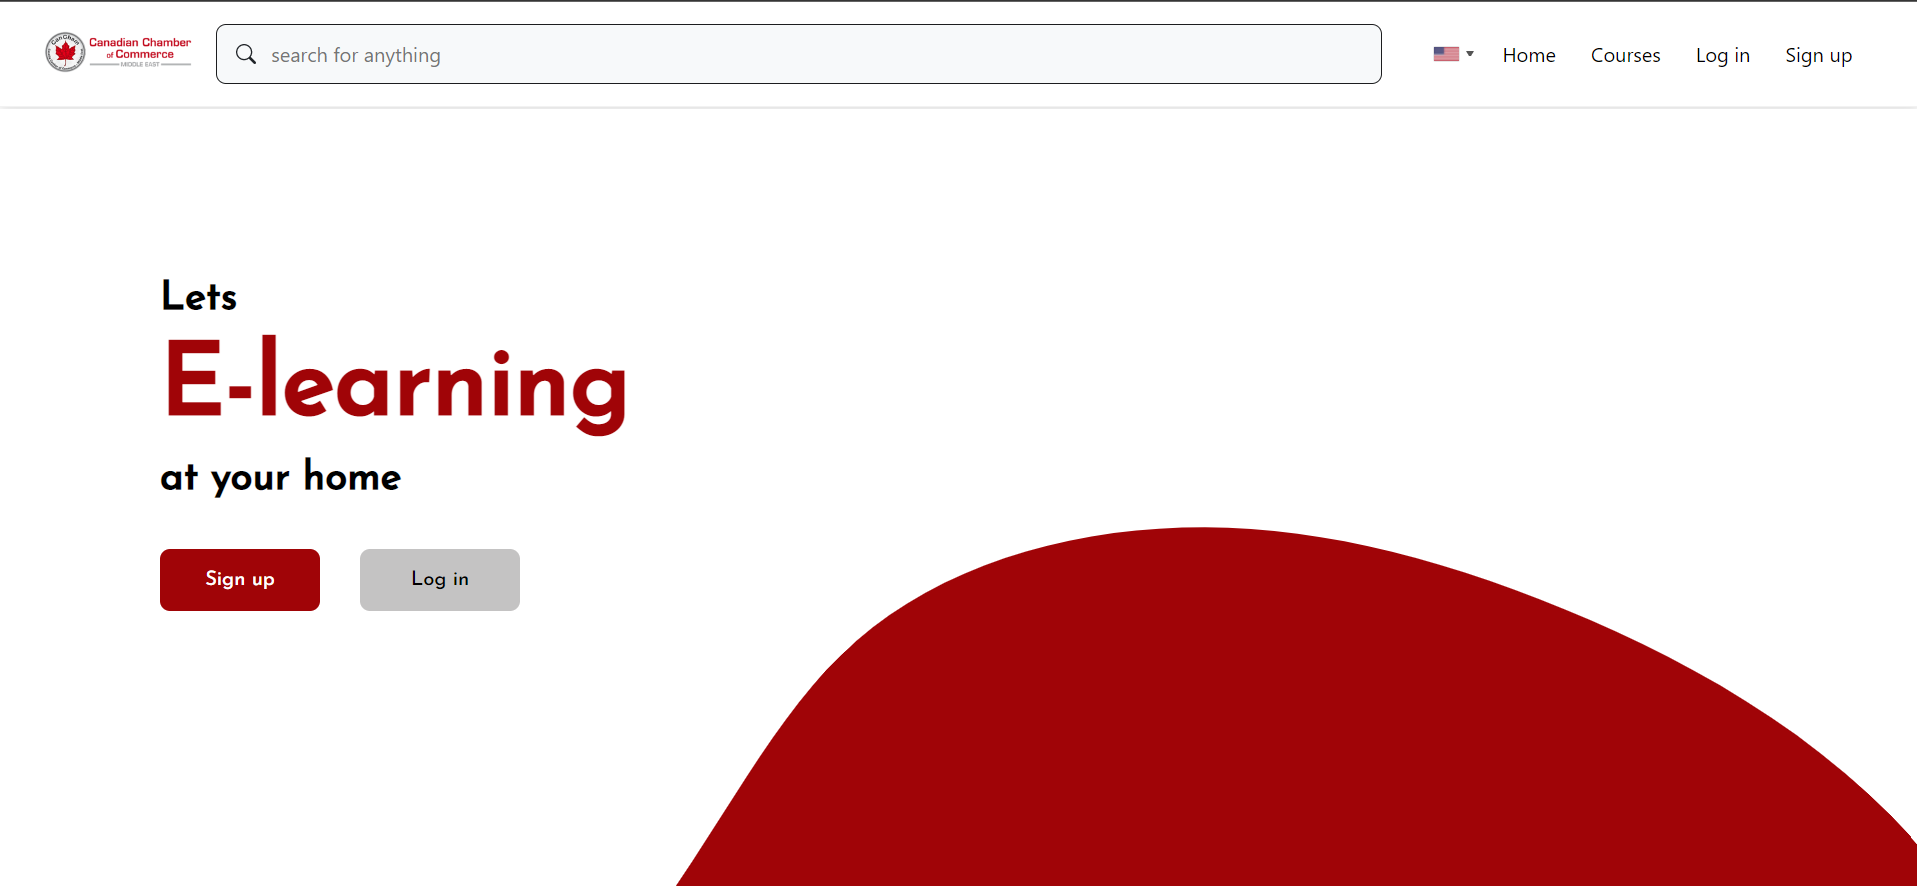 Canadian Chamber
of Commerce
MIDDLE EAST
search for anything
Home
Courses
Log in
Sign up
Lets
E-learning
at your home
Sign up
Log in